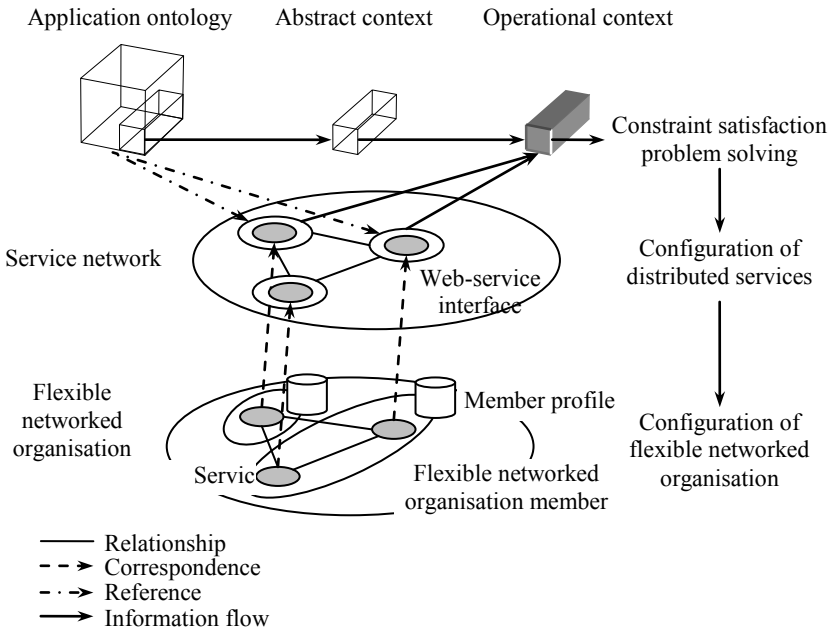 Application ontology
Abstract context
Operational context
Constraint satisfaction
problem solving
Service network
Web-service
interface
Configuration of
distributed services
Flexible
networked
organisation
Member profile
Servic
Flexible networked
organisation member
Configuration of
flexible networked
organisation
Relationship
Correspondence
Reference
Information flow